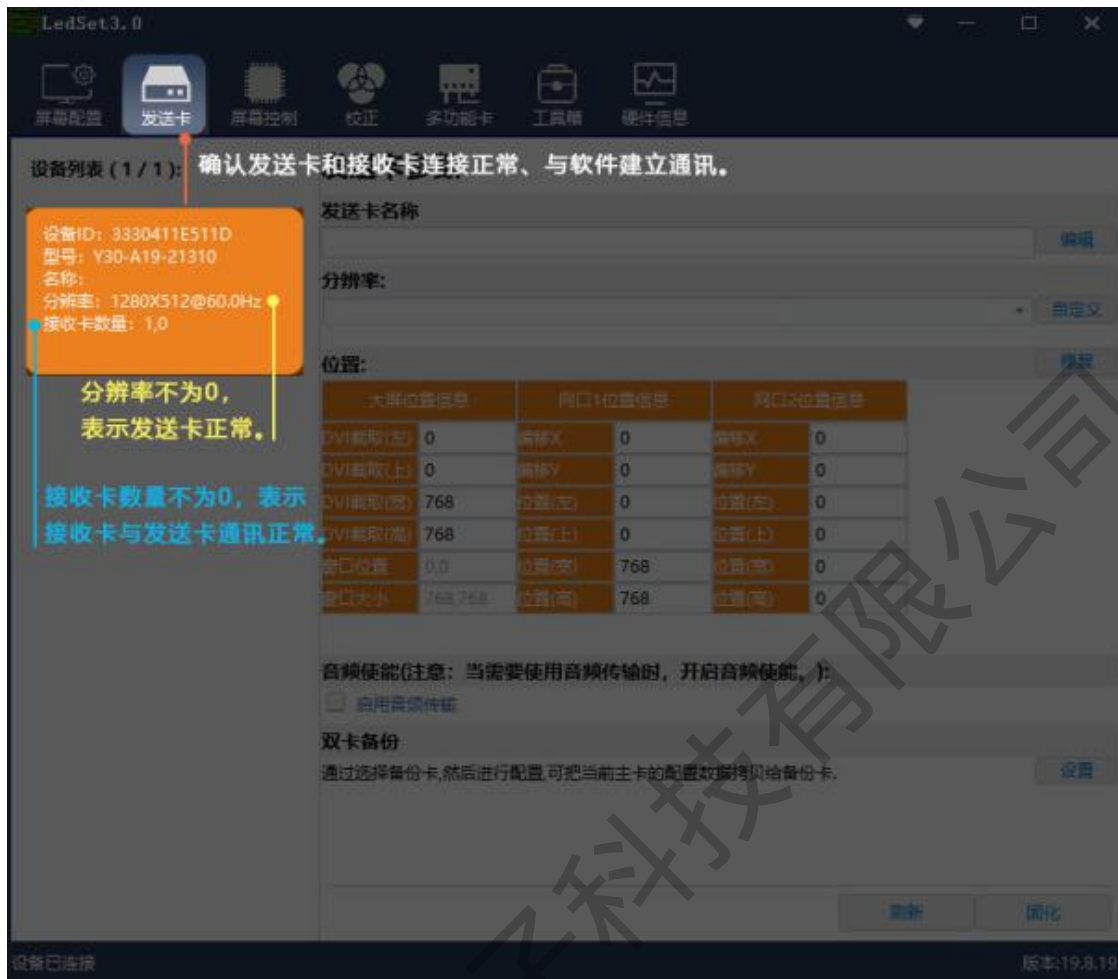 LedSet3.0
屏幕配置 发送卡 屏幕控制 校正 多功能卡 工具箱 硬件信息
确认发送卡和接收卡连接正常、与软件建立通讯。
设备列表 ( 1 / 1 ):
设备ID: 3330411E511D
型号: Y30-A19-21310
名称:
分辨率: 1280X512@60.0Hz
接收卡数量: 1,0
分辨率不为0,
表示发送卡正常。
接收卡数量不为0, 表示
接收卡与发送卡通讯正常。
发送卡名称
编辑
分辨率:
自定义
位置:
大屏位置信息 网口1位置信息 网口2位置信息
DVI截取(左) 0 偏移X 0 偏移X 0
DVI截取(上) 0 偏移Y 0 偏移Y 0
DVI截取(宽) 768 位置(左) 0 位置(左) 0
DVI截取(高) 768 位置(上) 0 位置(上) 0
窗口位置 0,0 位置(宽) 768 位置(宽) 0
窗口大小 768,768 位置(高) 768 位置(高) 0
音频使能(注意: 当需要使用音频传输时, 开启音频使能。):
启用音频传输
双卡备份
通过选择备份卡,然后进行配置,可把当前主卡的配置数据拷贝给备份卡.
设置
刷新 固化
设备已连接
版本:19.8.19
子科技有限公司